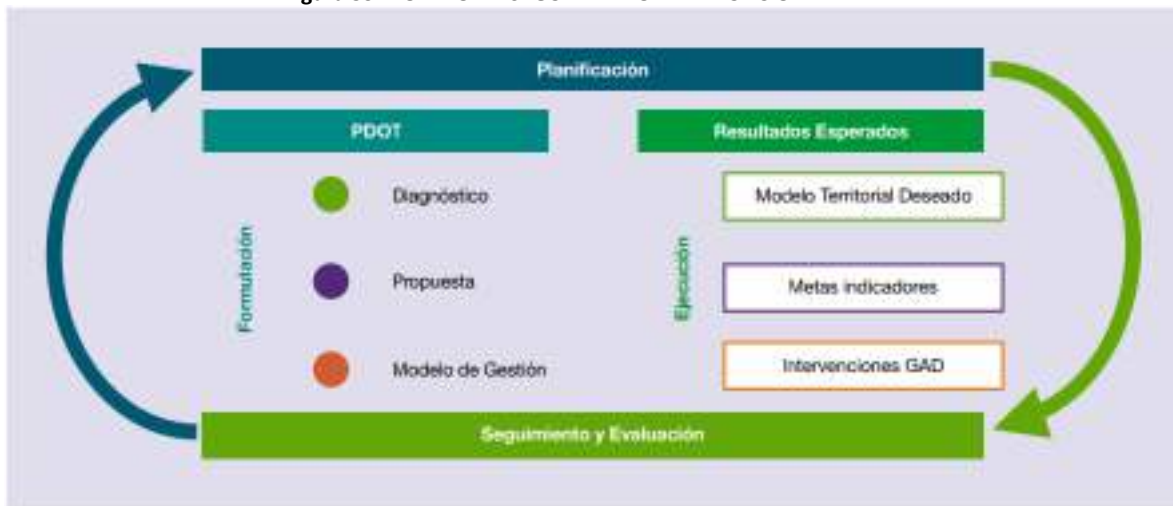 Planificación
PDOT
Resultados Esperados
Formulación
Diagnóstico
Propuesta
Modelo de Gestión
Ejecución
Modelo Territorial Deseado
Metas indicadores
Intervenciones GAD
Seguimiento y Evaluación